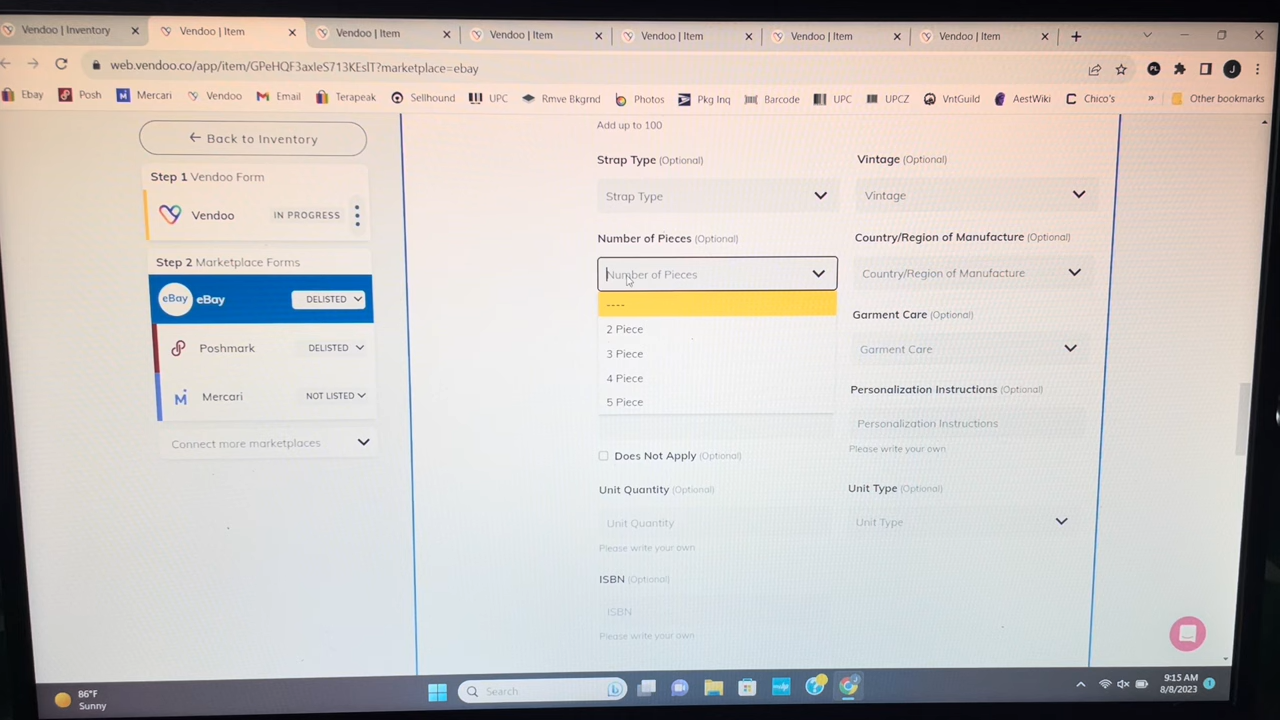 Vendoo | Inventory
Vendoo | Item
Vendoo | Item
Vendoo | Item
Vendoo | Item
Vendoo | Item
Vendoo | Item
web.vendoo.co/app/item/GPeHQF3axleS713KEslT?marketplace=ebay
J
Ebay
Posh
Mercari
Vendoo
Email
Terapeak
Sellhound
UPC
Rmve Bkgrnd
Photos
Pkg Inq
Barcode
UPC
UPCZ
VntGuild
AestWiki
Chico's
»
Other bookmarks
← Back to Inventory
Step 1 Vendoo Form
Vendoo IN PROGRESS
Step 2 Marketplace Forms
eBay eBay DELISTED
Poshmark DELISTED
Mercari NOT LISTED
Connect more marketplaces
Add up to 100
Strap Type (Optional)
Strap Type
Vintage (Optional)
Vintage
Number of Pieces (Optional)
Number of Pieces
----
2 Piece
3 Piece
4 Piece
5 Piece
Country/Region of Manufacture (Optional)
Country/Region of Manufacture
Garment Care (Optional)
Garment Care
Personalization Instructions (Optional)
Personalization Instructions
Please write your own
Does Not Apply (Optional)
Unit Quantity (Optional)
Unit Quantity
Please write your own
Unit Type (Optional)
Unit Type
ISBN (Optional)
ISBN
Please write your own
86°F
Sunny
Search
9:15 AM
8/8/2023
1